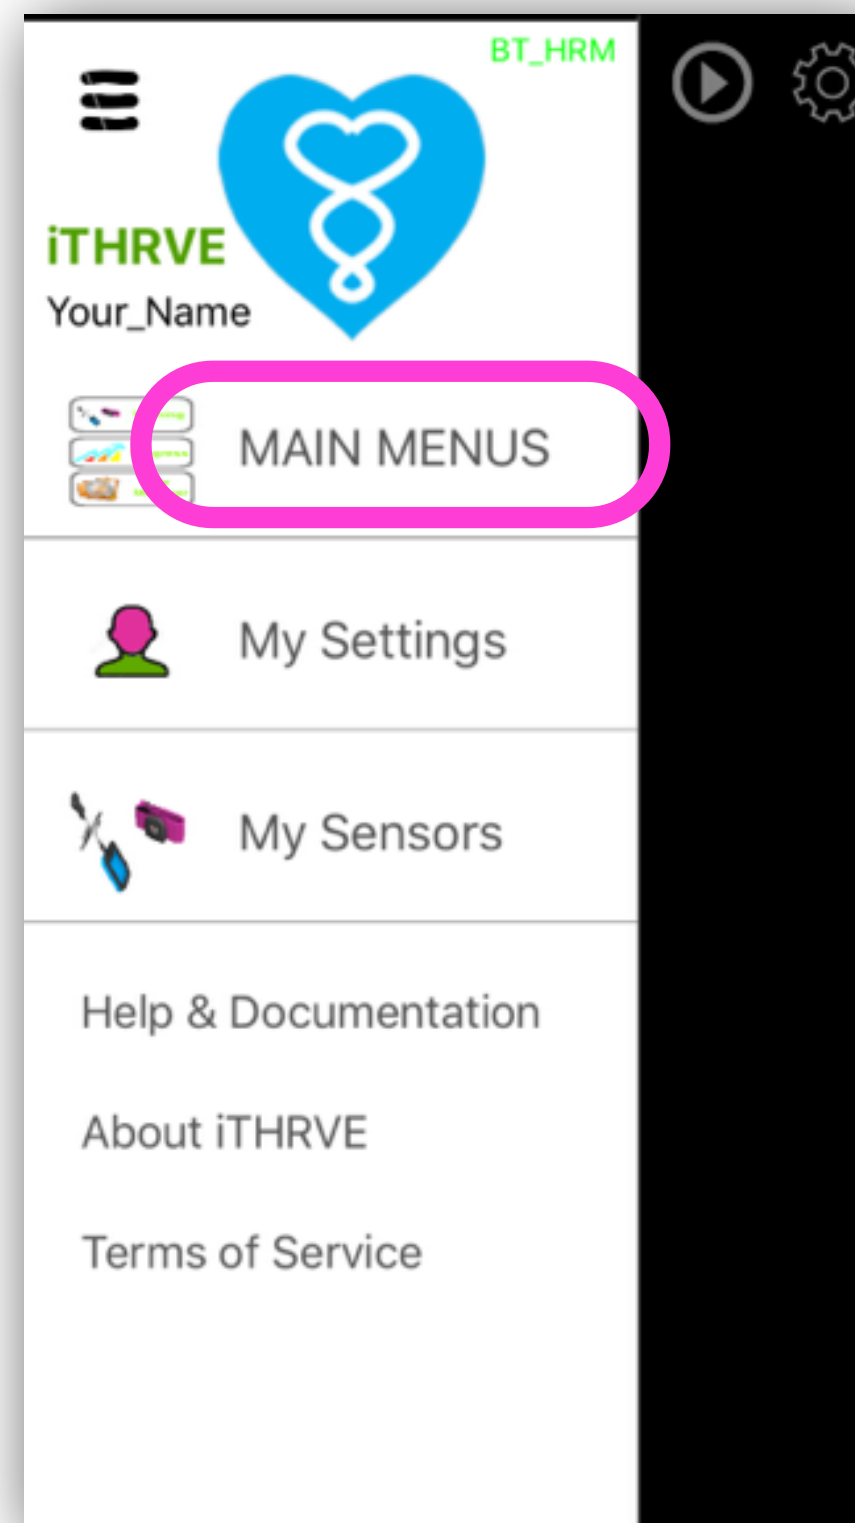 BT_HRM
iTHRVE
Your_Name
MAIN MENUS
My Settings
My Sensors
Help & Documentation
About iTHRVE
Terms of Service